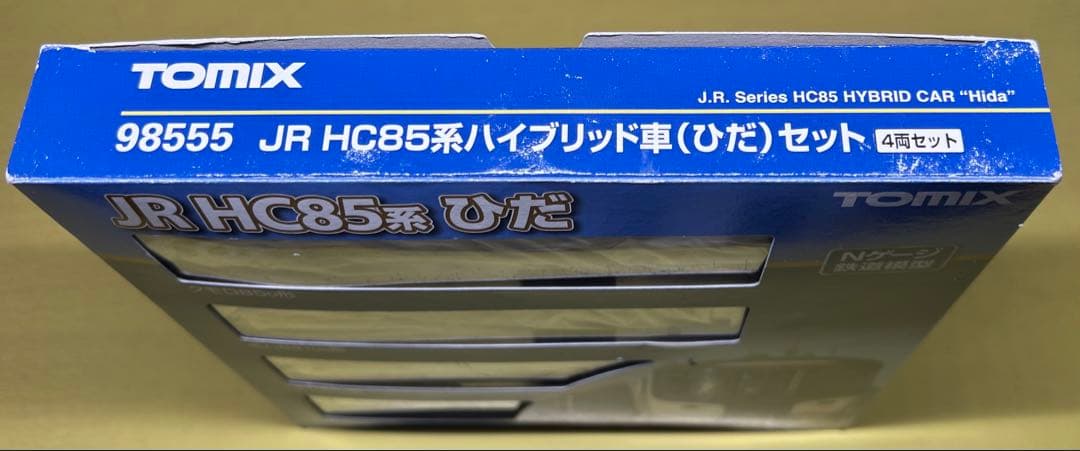 TOMIX
J.R. Series HC85 HYBRID CAR “Hida”
98555 JR HC85系ハイブリッド車（ひだ）セット 4両セット
JR HC85系 ひだ
TOMIX
Nゲージ
鉄道模型